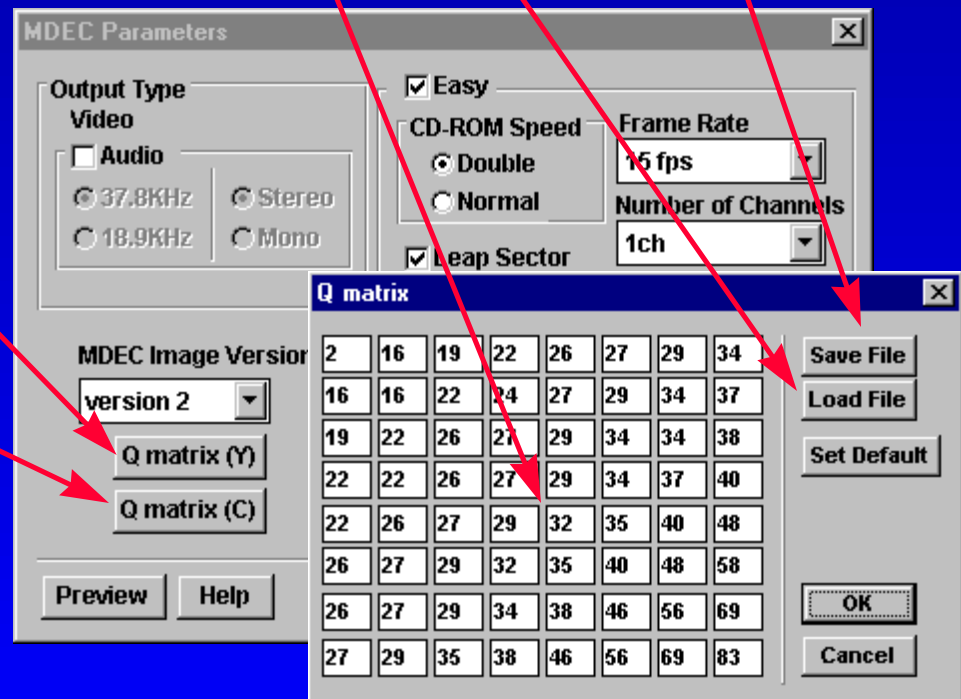 MDEC Parameters
Output Type
Video
Audio
37.8KHz Stereo
18.9KHz Mono
Easy
CD-ROM Speed
Double
Normal
Frame Rate
15 fps
Number of Channels
1ch
Leap Sector
MDEC Image Version
version 2
Q matrix (Y)
Q matrix (C)
Preview Help
Q matrix
2 16 19 22 26 27 29 34
16 16 22 24 27 29 34 37
19 22 26 27 29 34 34 38
22 22 26 27 29 34 37 40
22 26 27 29 32 35 40 48
26 27 29 32 35 40 48 58
26 27 29 34 38 46 56 69
27 29 35 38 46 56 69 83
Save File
Load File
Set Default
OK
Cancel